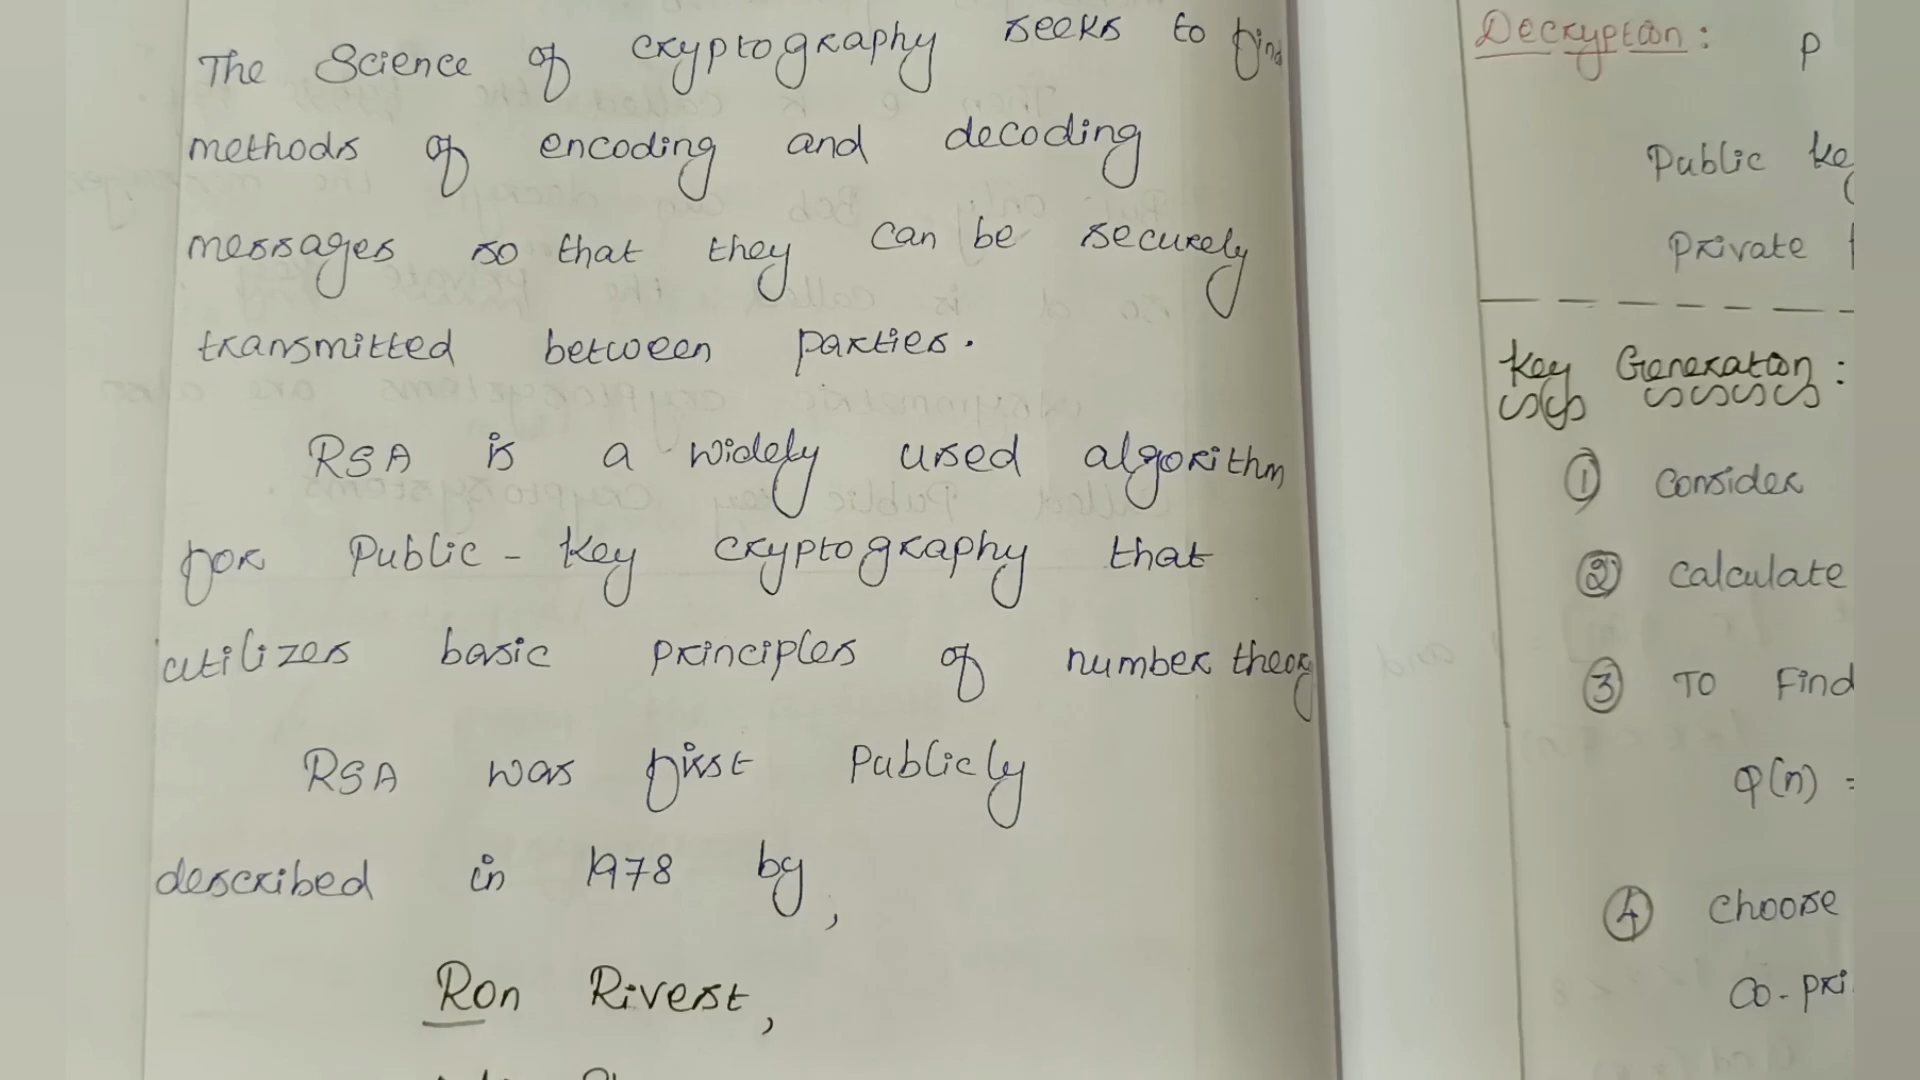 The Science of cryptography seeks to find
methods of encoding and decoding
messages so that they can be securely
transmitted between parties.
RSA is a widely used algorithm
for Public - key cryptography that
utilizes basic principles of number theory
RSA was first Publicly
described in 1978 by,
Ron Rivest,
Decryption: P
Public ke
Private
Key Generation:
① Consider
② Calculate
③ To Find
φ(n) =
④ choose
co-pri